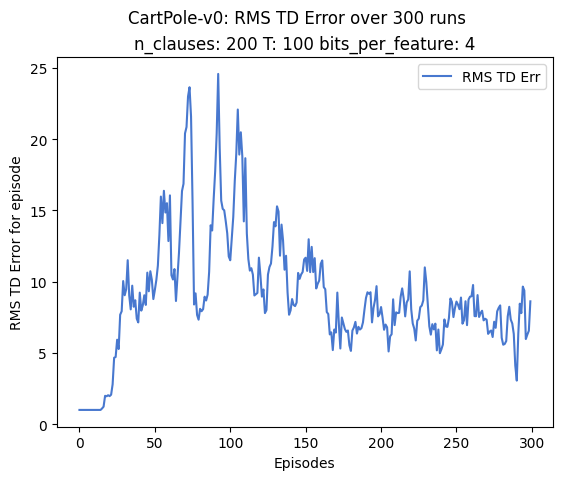 CartPole-v0: RMS TD Error over 300 runs
n_clauses: 200 T: 100 bits_per_feature: 4
RMS TD Err
RMS TD Error for episode
25
20
15
10
5
0
0 50 100 150 200 250 300
Episodes